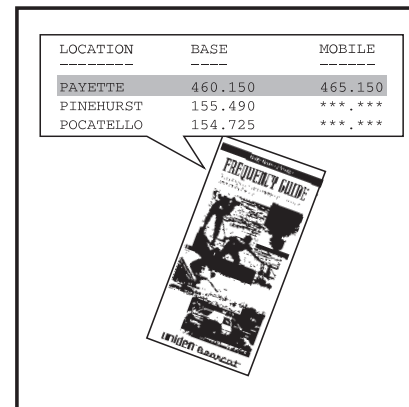 LOCATION BASE MOBILE
-------- ---- ------
PAYETTE 460.150 465.150
PINEHURST 155.490 ***.***
POCATELLO 154.725 ***.***
FREQUENCY GUIDE
uniden Bearcat